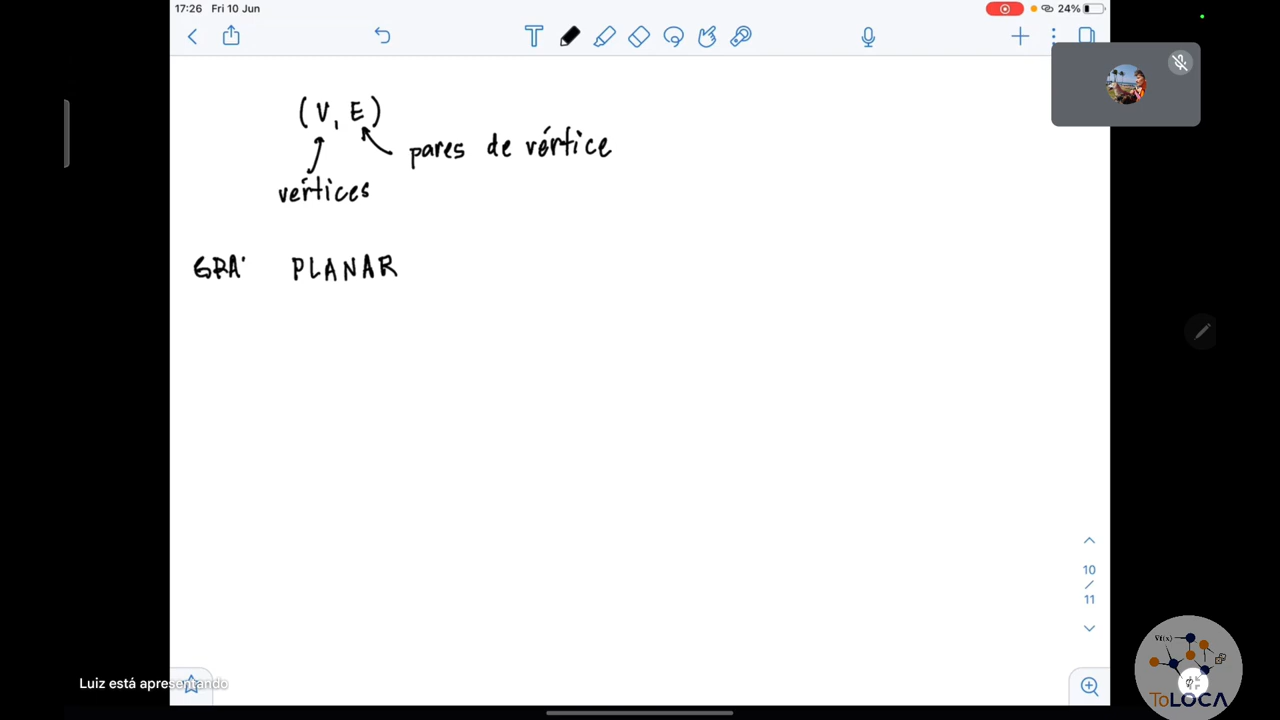 17:26 Fri 10 Jun
24%
(V, E)
pares de vértice
vértices
GRA' PLANAR
10
/
11
Luiz está apresentando
∇f(x)
ToLOCA